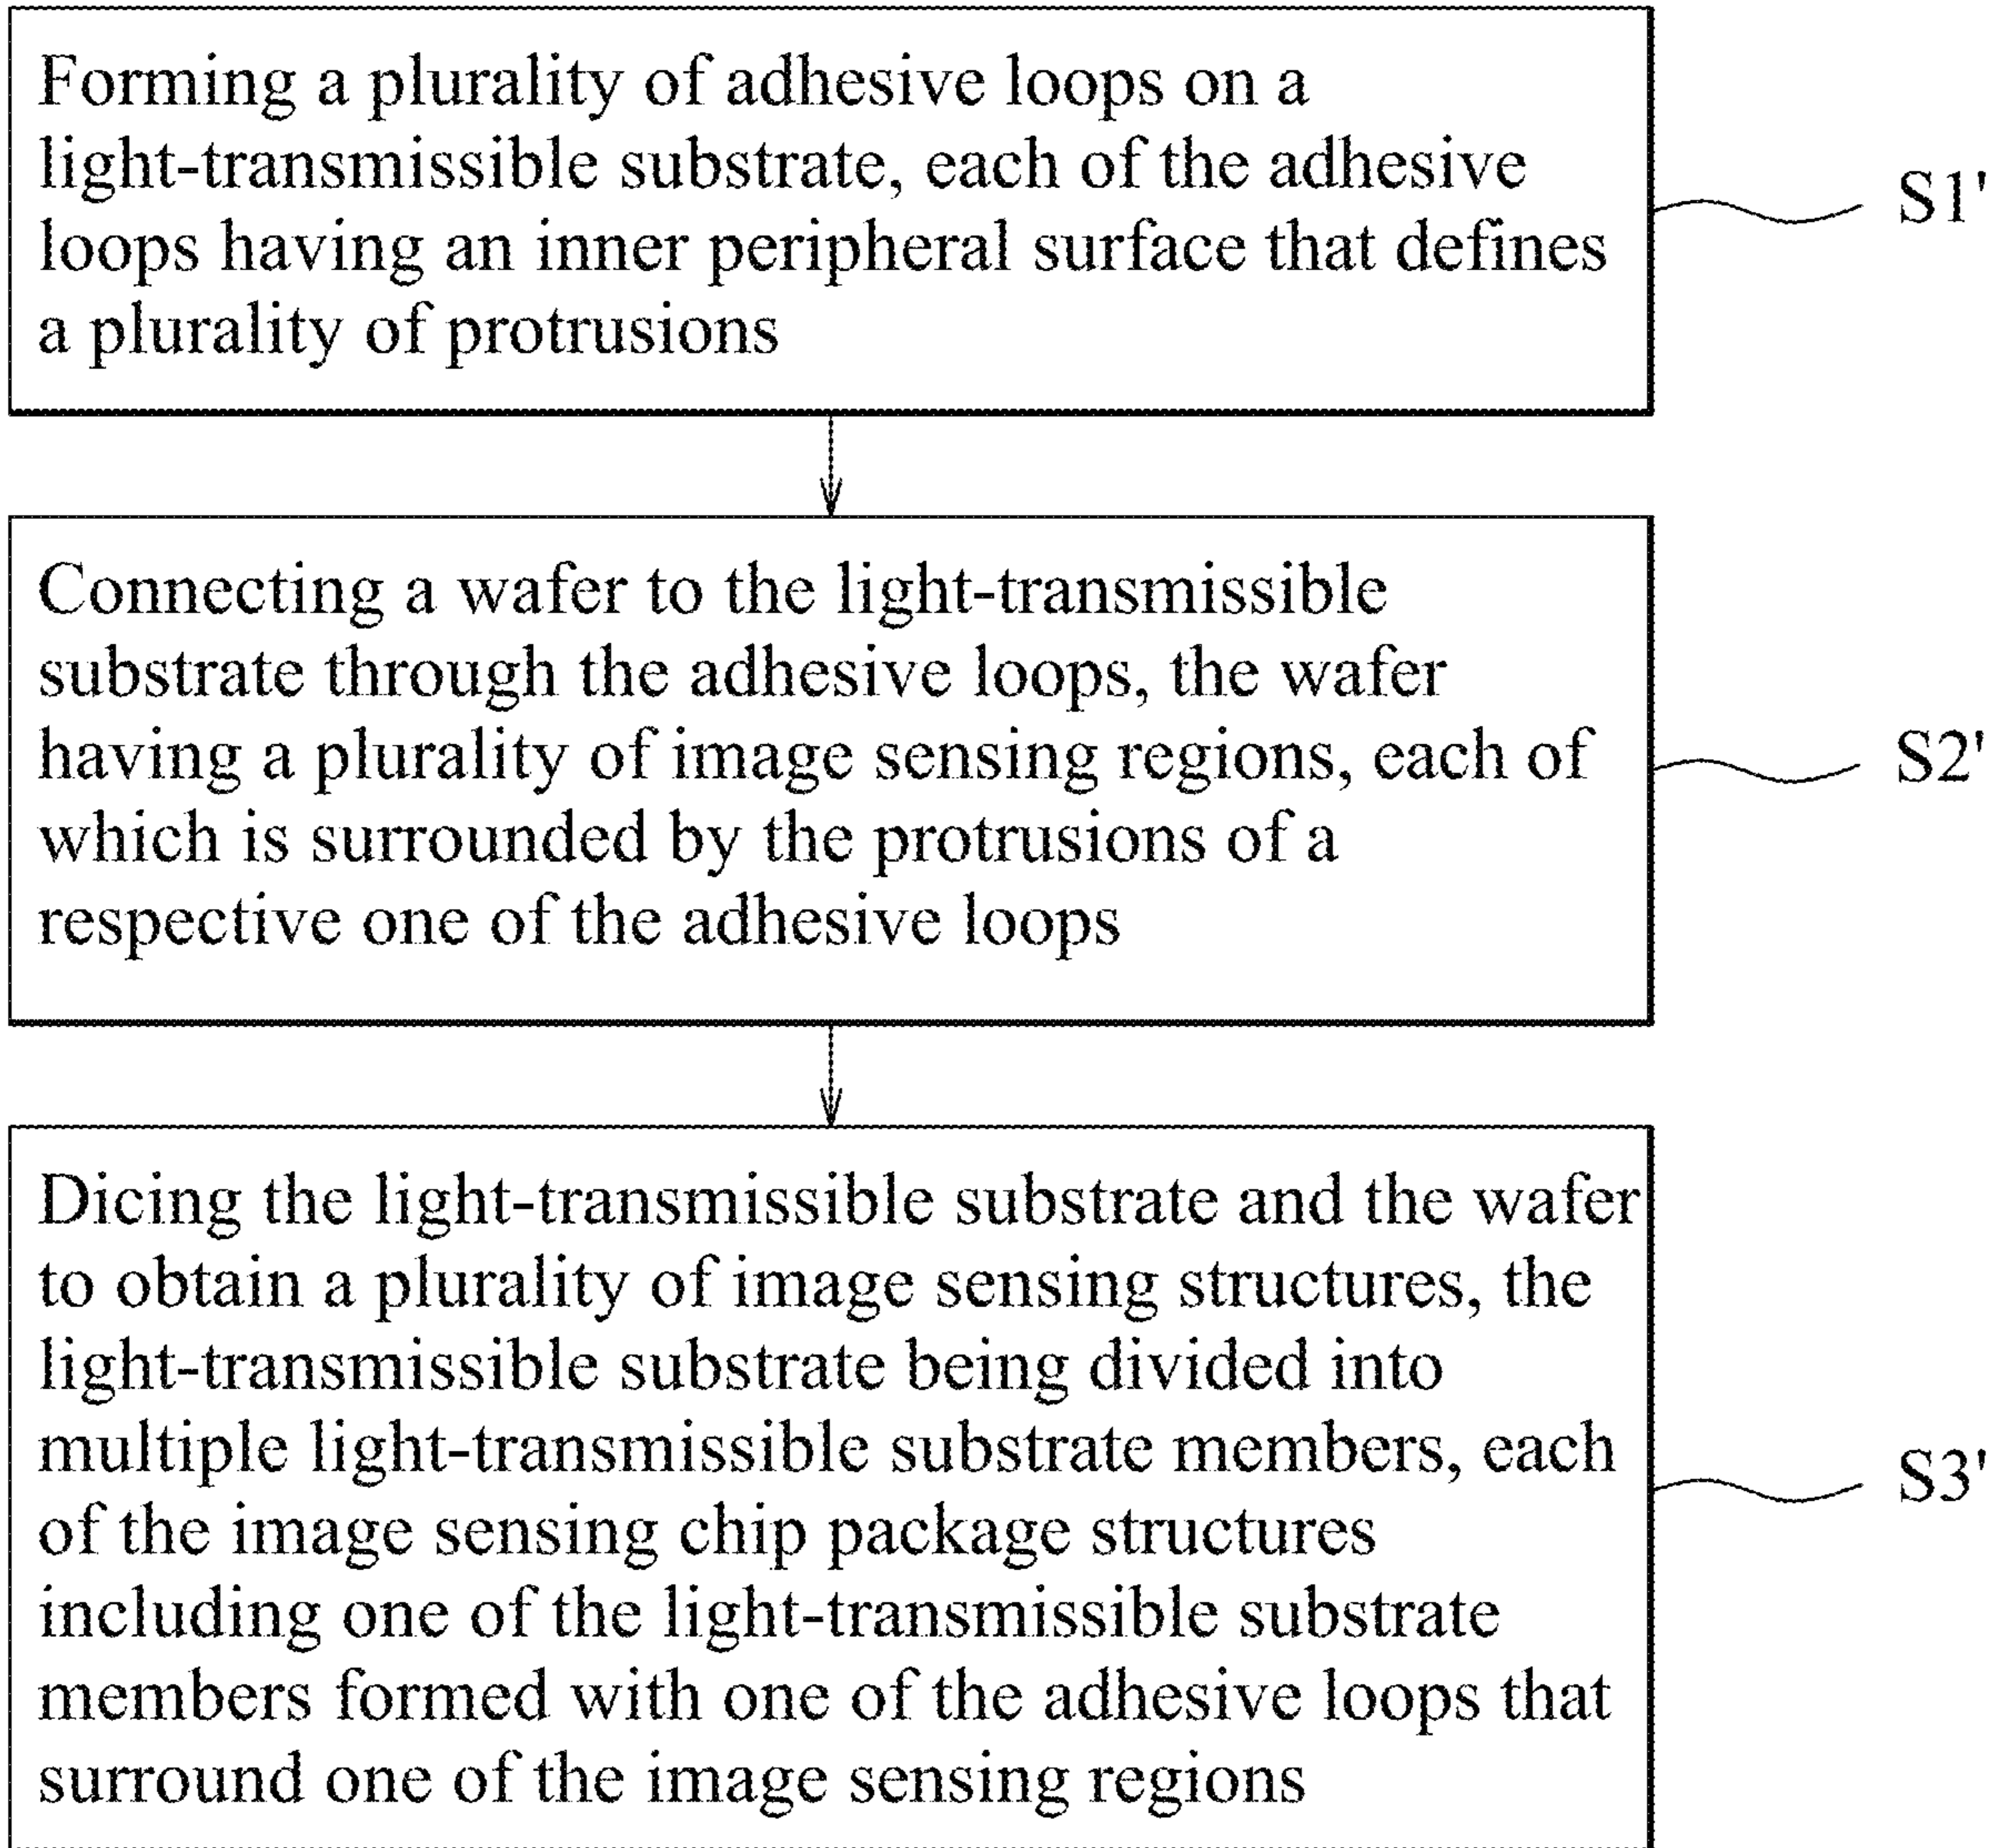 Forming a plurality of adhesive loops on a
light-transmissible substrate, each of the adhesive
loops having an inner peripheral surface that defines
a plurality of protrusions
S1'
Connecting a wafer to the light-transmissible
substrate through the adhesive loops, the wafer
having a plurality of image sensing regions, each of
which is surrounded by the protrusions of a
respective one of the adhesive loops
S2'
Dicing the light-transmissible substrate and the wafer
to obtain a plurality of image sensing structures, the
light-transmissible substrate being divided into
multiple light-transmissible substrate members, each
of the image sensing chip package structures
including one of the light-transmissible substrate
members formed with one of the adhesive loops that
surround one of the image sensing regions
S3'